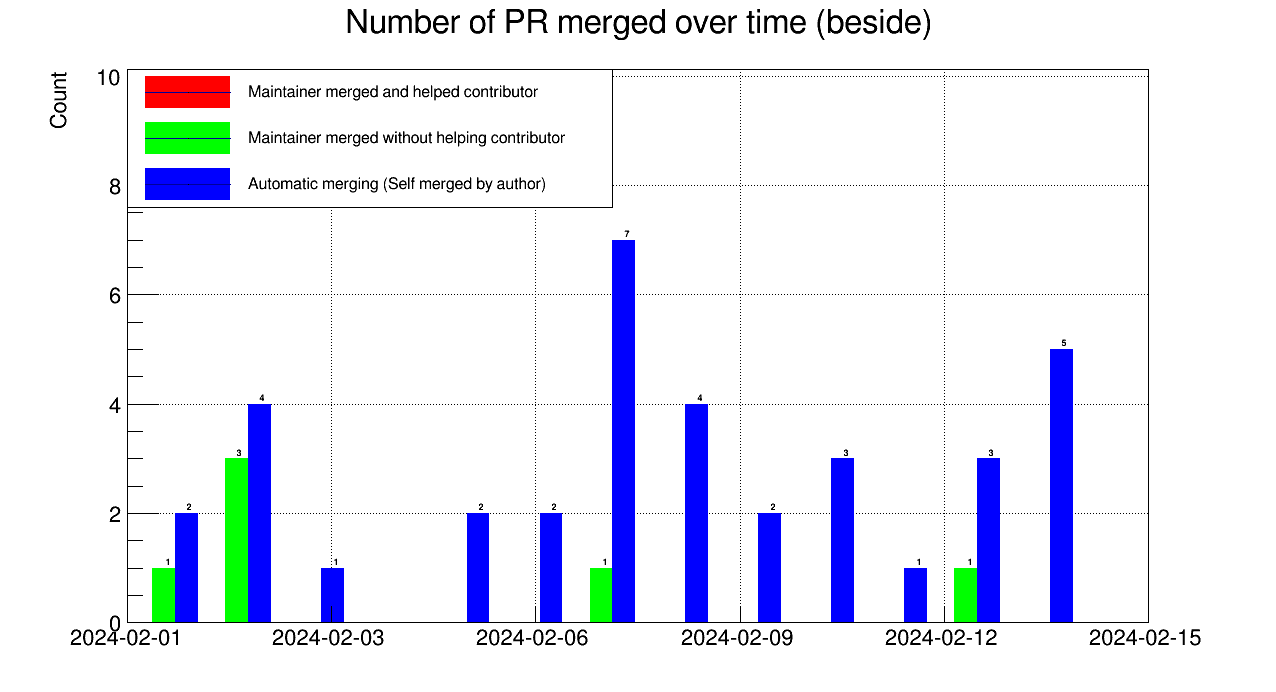 Number of PR merged over time (beside)
Count
10
8
6
4
2
0
Maintainer merged and helped contributor
Maintainer merged without helping contributor
Automatic merging (Self merged by author)
1 2 3 4 1 2 2 1 7 4 2 3 1 1 3 5
2024-02-01 2024-02-03 2024-02-06 2024-02-09 2024-02-12 2024-02-15